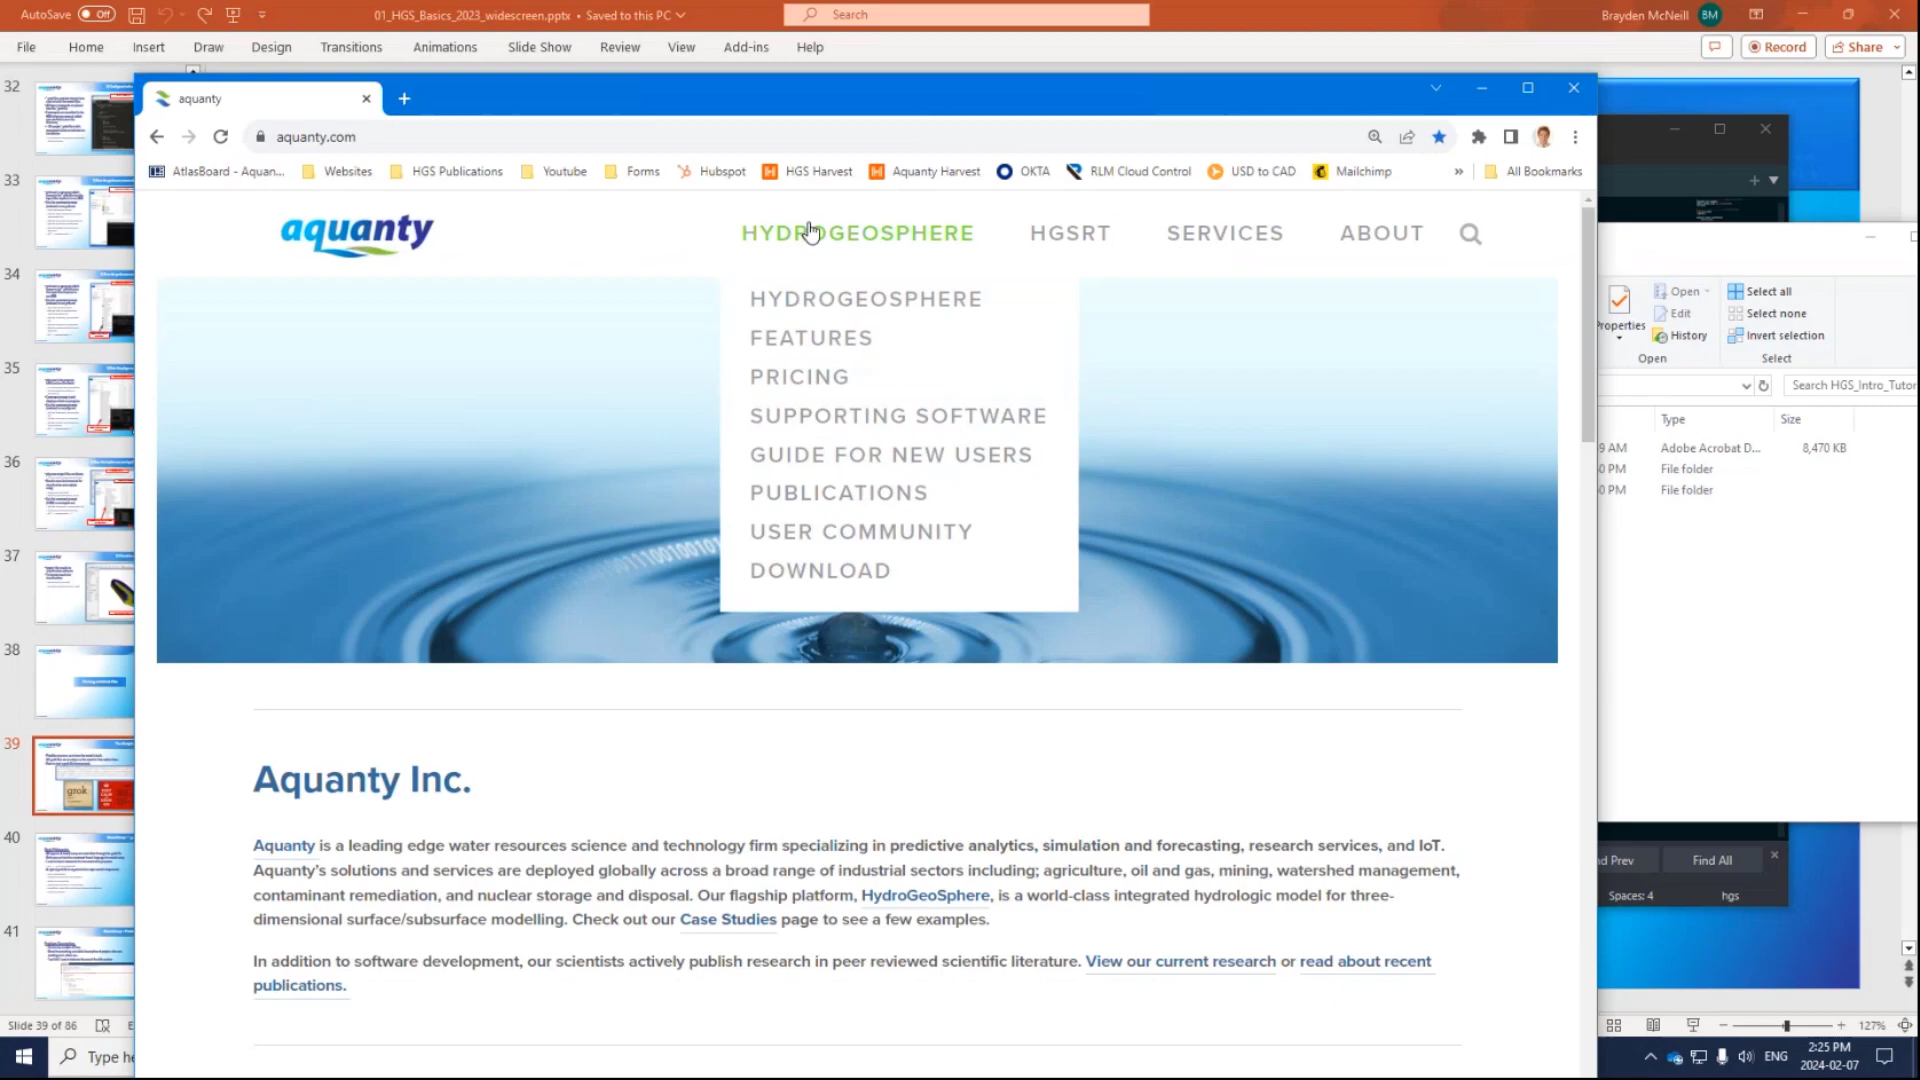 AutoSave Off 01_HGS_Basics_2023_widescreen.pptx • Saved to this PC Search Brayden McNeill BM
File Home Insert Draw Design Transitions Animations Slide Show Review View Add-ins Help Record Share
aquanty
aquanty.com
AtlasBoard - Aquan... Websites HGS Publications Youtube Forms Hubspot HGS Harvest Aquanty Harvest OKTA RLM Cloud Control USD to CAD Mailchimp » All Bookmarks
aquanty HYDROGEOSPHERE HGSRT SERVICES ABOUT
HYDROGEOSPHERE
FEATURES
PRICING
SUPPORTING SOFTWARE
GUIDE FOR NEW USERS
PUBLICATIONS
USER COMMUNITY
DOWNLOAD
Aquanty Inc.
Aquanty is a leading edge water resources science and technology firm specializing in predictive analytics, simulation and forecasting, research services, and IoT.
Aquanty's solutions and services are deployed globally across a broad range of industrial sectors including; agriculture, oil and gas, mining, watershed management,
contaminant remediation, and nuclear storage and disposal. Our flagship platform, HydroGeoSphere, is a world-class integrated hydrologic model for three-
dimensional surface/subsurface modelling. Check out our Case Studies page to see a few examples.
In addition to software development, our scientists actively publish research in peer reviewed scientific literature. View our current research or read about recent
publications.
32
33
34
35
36
37
38
39
grok
40
41
Open Select all
Edit Select none
Properties History Invert selection
Open Select
Search HGS_Intro_Tutor
Type Size
9 AM Adobe Acrobat D... 8,470 KB
0 PM File folder
0 PM File folder
nd Prev Find All
Spaces: 4 hgs
Slide 39 of 86 127%
Type he ENG 2:25 PM
2024-02-07